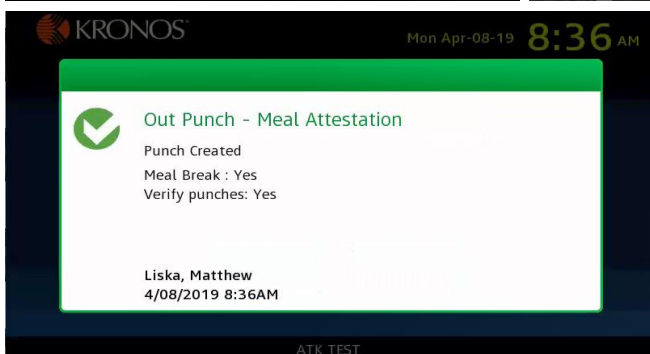 KRONOS
Mon Apr-08-19 8:36 AM
Out Punch - Meal Attestation
Punch Created
Meal Break : Yes
Verify punches: Yes
Liska, Matthew
4/08/2019 8:36AM
ATK TEST